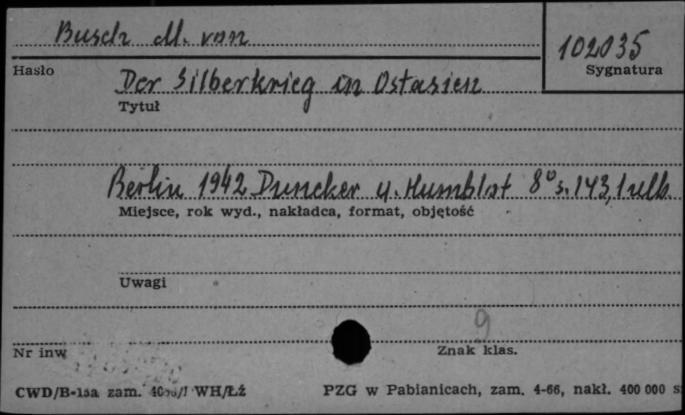 Busch M. von
102035
Hasło
Sygnatura
Der Silberkrieg in Ostasien
Tytuł
Berlin 1942 Duncker u. Humblot 8° s. 143, 1 nlb
Miejsce, rok wyd., nakładca, format, objętość
Uwagi
9
Nr inw
Znak klas.
CWD/B-15a zam. WH/ŁŹ PZG w Pabianicach, zam. 4-66, nakł. 400 000 s